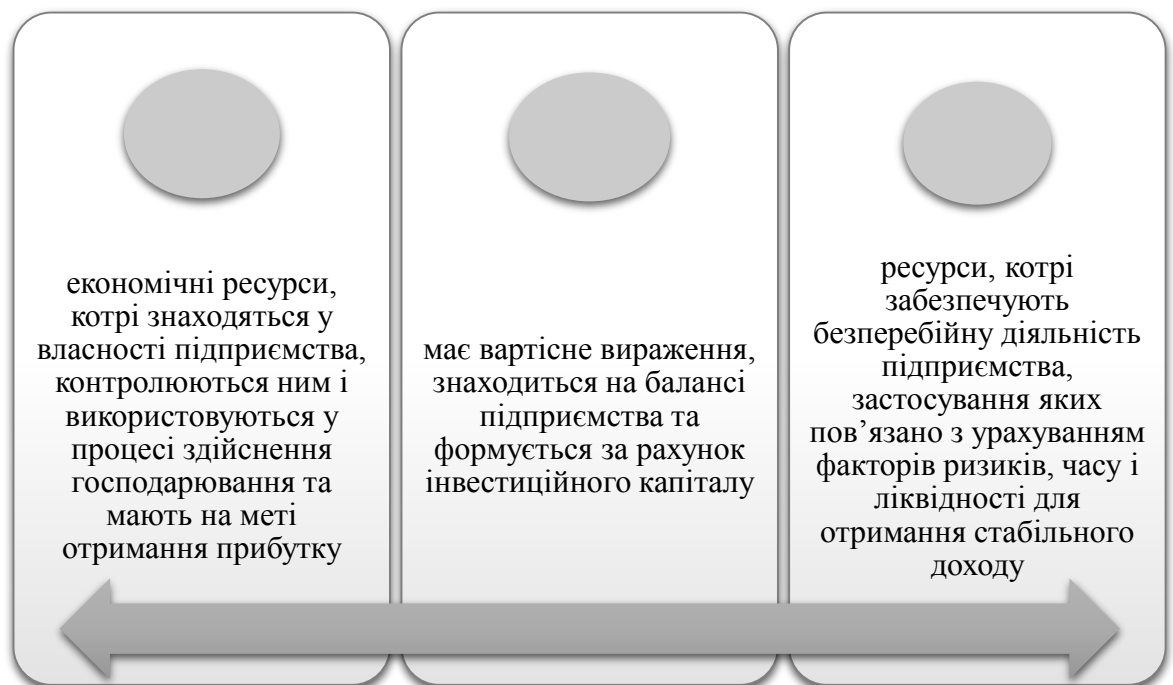 економічні ресурси,
котрі знаходяться у
власності підприємства,
контролюються ним і
використовуються у
процесі здійснення
господарювання та
мають на меті
отримання прибутку
має вартісне вираження,
знаходиться на балансі
підприємства та
формується за рахунок
інвестиційного капіталу
ресурси, котрі
забезпечують
безперебійну діяльність
підприємства,
застосування яких
пов’язано з урахуванням
факторів ризиків, часу і
ліквідності для
отримання стабільного
доходу